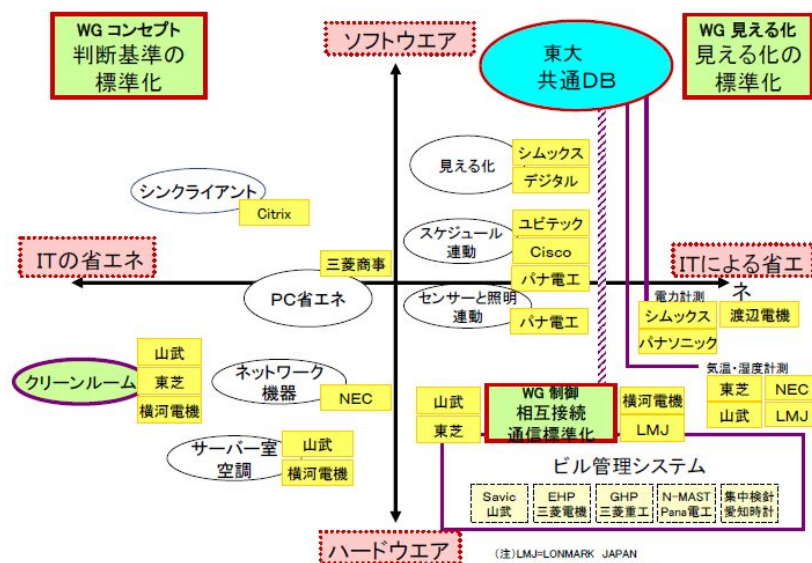 WG コンセプト
判断基準の
標準化
ソフトウエア
東大
共通DB
WG 見える化
見える化の
標準化
見える化
シムックス
デジタル
シンクライアント
Citrix
スケジュール
連動
ユビテック
Cisco
パナ電工
ITの省エネ
三菱商事
PC省エネ
センサーと照明
連動
パナ電工
ITによる省エ
ネ
電力計測
シムックス
渡辺電機
パナソニック
気温・湿度計測
東芝
NEC
山武
LMJ
クリーンルーム
山武
東芝
横河電機
ネットワーク
機器
NEC
サーバー室
空調
山武
横河電機
山武
東芝
WG 制御
相互接続
通信標準化
横河電機
LMJ
ビル管理システム
Savic
山武
EHP
三菱電機
GHP
三菱重工
N-MAST
Pana電工
集中検針
愛知時計
ハードウエア
(注)LMJ=LONMARK JAPAN